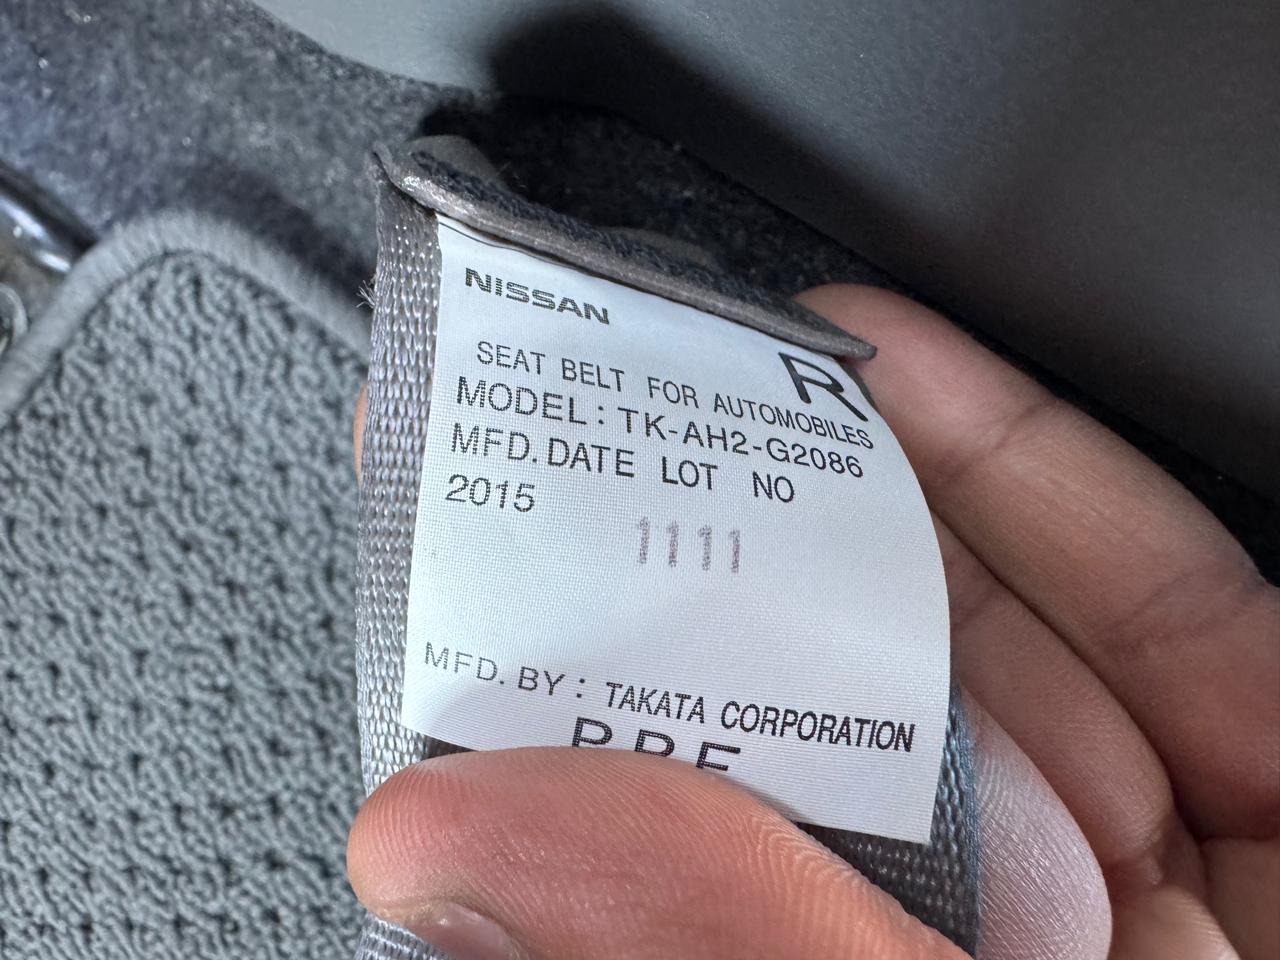 NISSAN
R
SEAT BELT FOR AUTOMOBILES
MODEL: TK-AH2-G2086
MFD. DATE LOT NO
2015
1111
MFD. BY: TAKATA CORPORATION